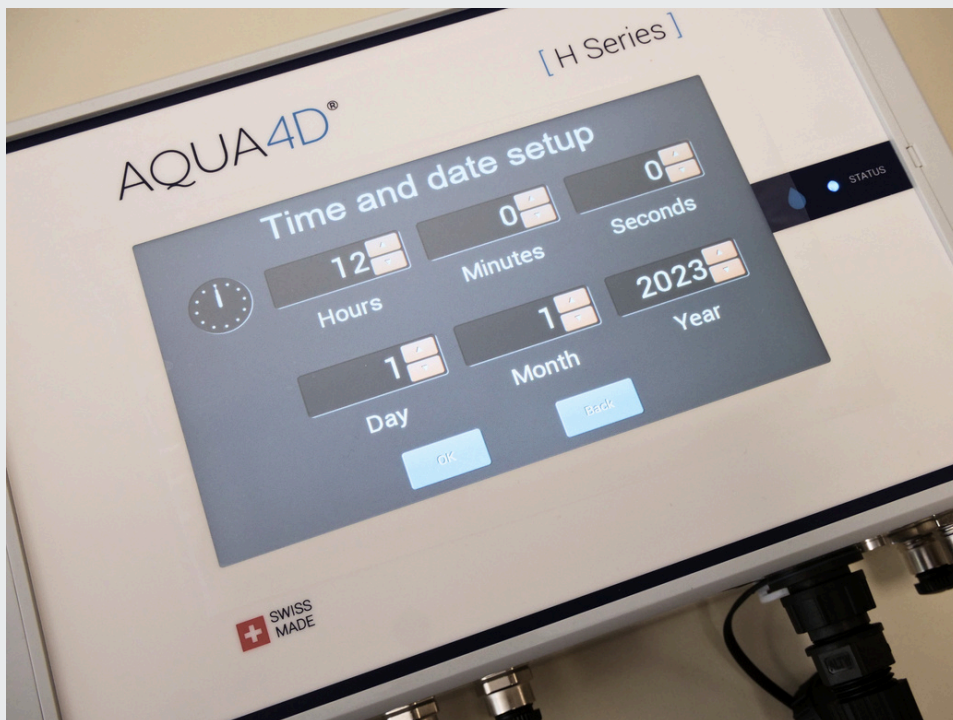 [ H Series ]
AQUA4D®
Time and date setup
12 0 0
Hours Minutes Seconds
1 1 2023
Day Month Year
OK Back
STATUS
SWISS
MADE